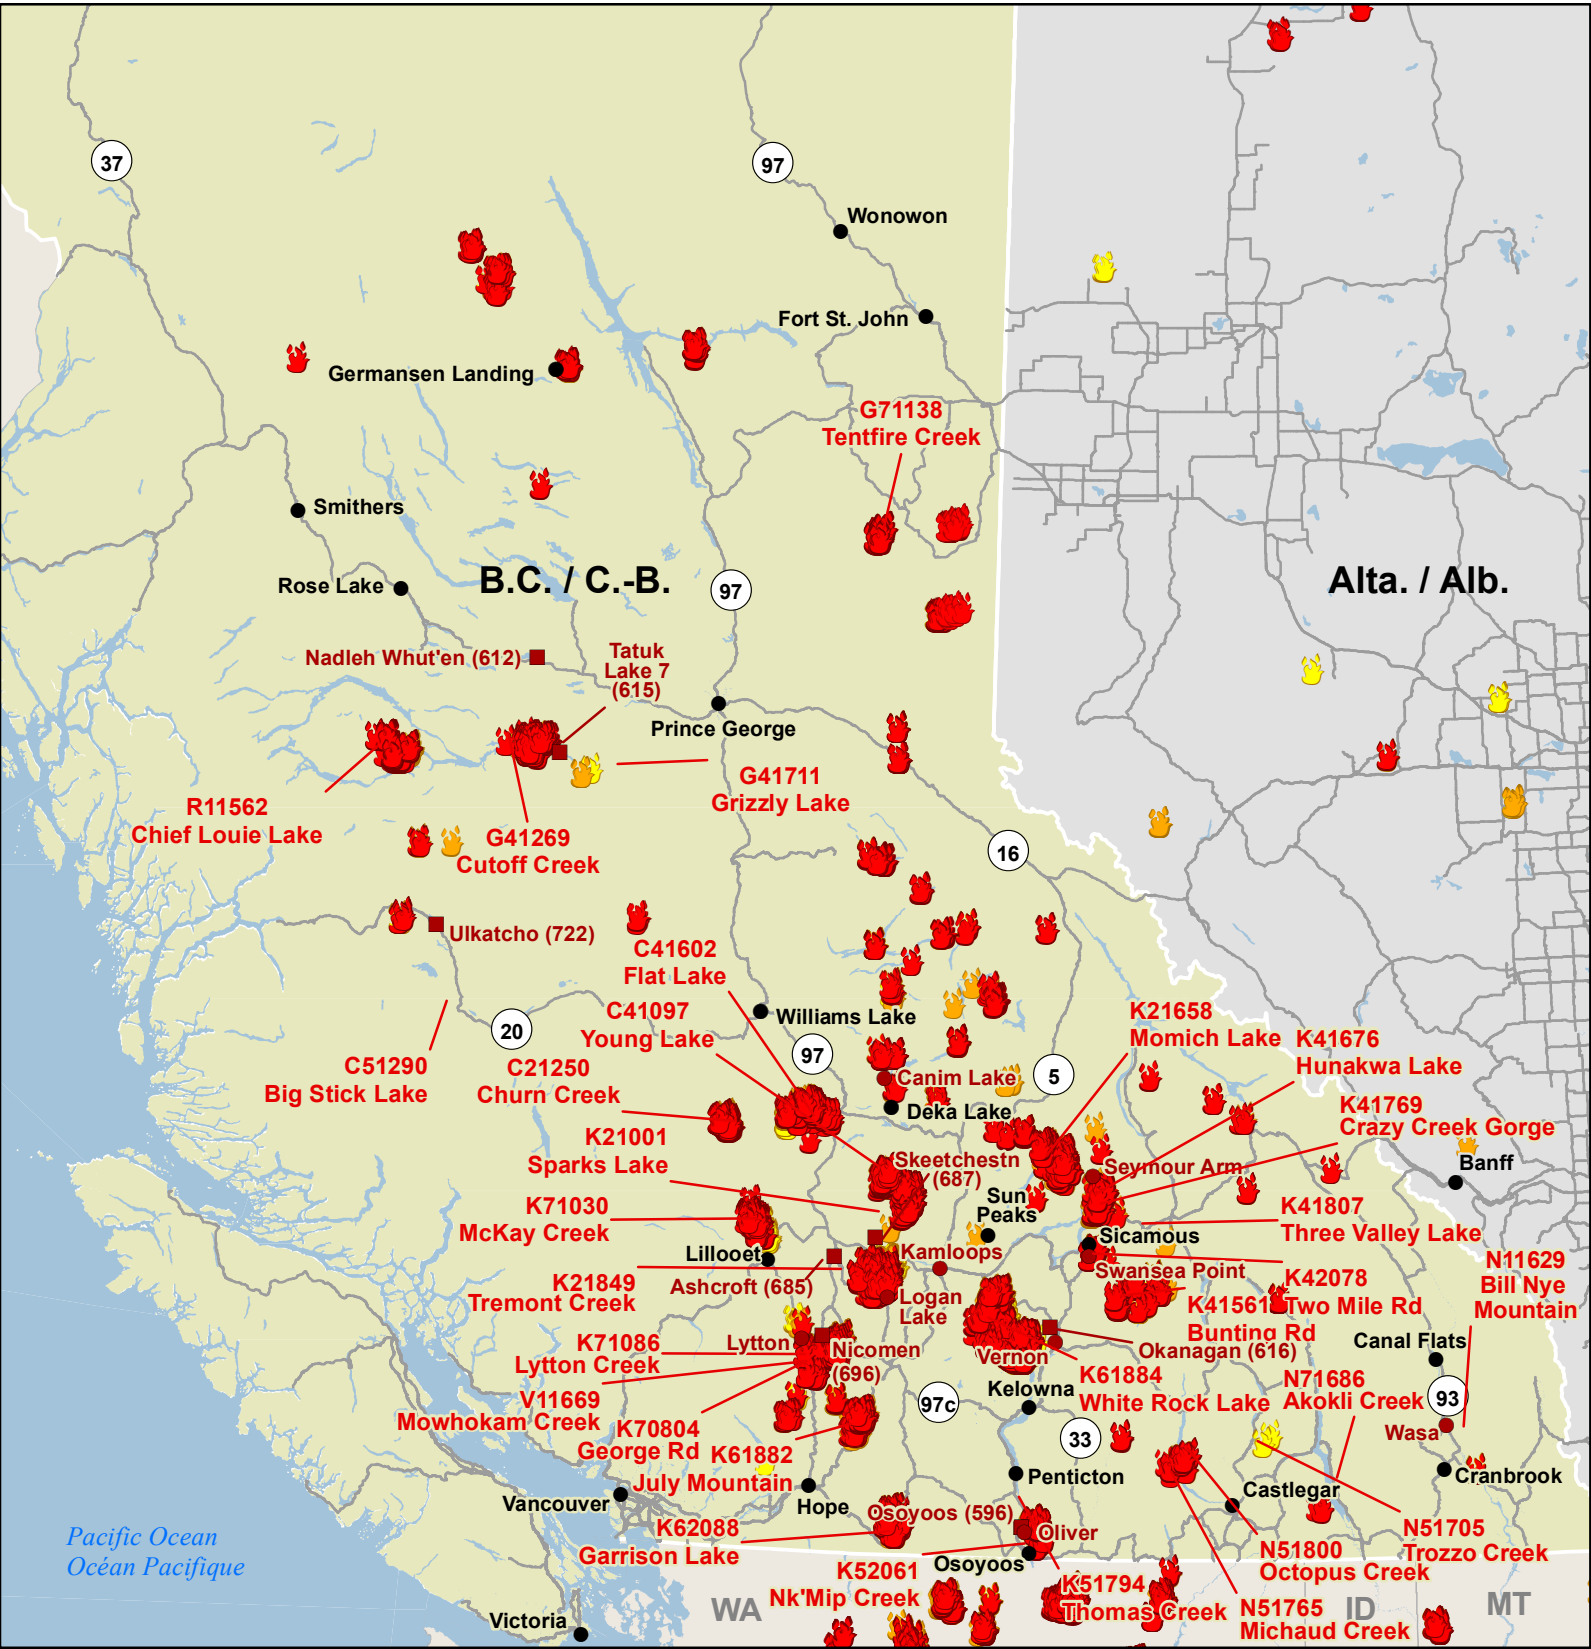 37
97
Wonowon
Fort St. John
Germansen Landing
G71138
Tentfire Creek
Smithers
Rose Lake
B.C. / C.-B.
97
Alta. / Alb.
Nadleh Whut'en (612)
Tatuk
Lake 7
(615)
Prince George
G41711
Grizzly Lake
R11562
Chief Louie Lake
G41269
Cutoff Creek
16
Ulkatcho (722)
C41602
Flat Lake
C41097
Young Lake
Williams Lake
20
97
C51290
Big Stick Lake
C21250
Churn Creek
Canim Lake
5
Deka Lake
K21658
Momich Lake
K41676
Hunakwa Lake
K41769
Crazy Creek Gorge
Banff
K21001
Sparks Lake
Skeetchestn
(687)
Sun
Peaks
Seymour Arm
K71030
McKay Creek
K41807
Three Valley Lake
Lillooet
Sicamous
Kamloops
Ashcroft (685)
Swansea Point
N11629
Bill Nye
Mountain
K21849
Tremont Creek
Logan
Lake
K42078
Two Mile Rd
K41561
Bunting Rd
Canal Flats
K71086
Lytton Creek
Lytton
Nicomen
(696)
Vernon
Okanagan (616)
V11669
Mowhokam Creek
97c
Kelowna
K61884
White Rock Lake
N71686
Akokli Creek
93
Wasa
K70804
George Rd
K61882
July Mountain
33
Penticton
Cranbrook
Castlegar
Vancouver
Hope
Osoyoos (596)
Oliver
K62088
Garrison Lake
Pacific Ocean
Océan Pacifique
Osoyoos
K52061
Nk'Mip Creek
K51794
Thomas Creek
N51705
Trozzo Creek
N51800
Octopus Creek
N51765
Michaud Creek
Victoria
WA
ID
MT